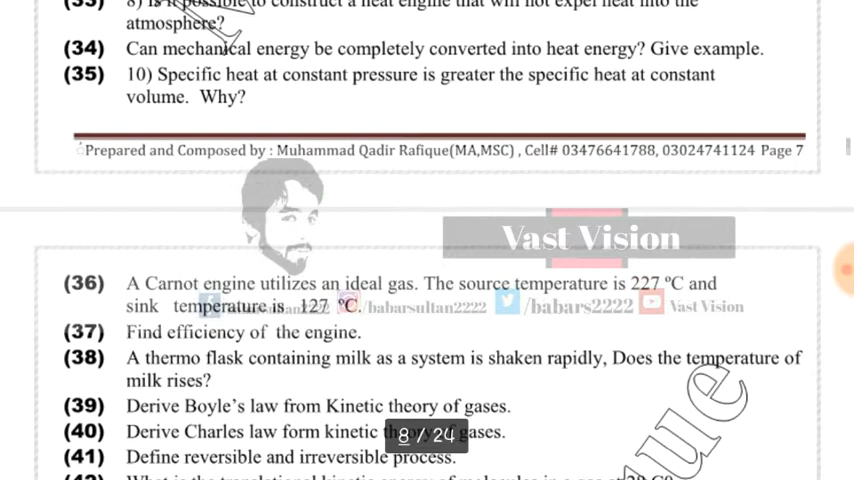 (33) 8) Is it possible to construct a heat engine that will not expel heat into the
atmosphere?
(34) Can mechanical energy be completely converted into heat energy? Give example.
(35) 10) Specific heat at constant pressure is greater the specific heat at constant
volume. Why?
Prepared and Composed by : Muhammad Qadir Rafique(MA,MSC) , Cell# 03476641788, 03024741124 Page 7
Vast Vision
(36) A Carnot engine utilizes an ideal gas. The source temperature is 227 ºC and
sink temperature is 127 ºC.
/babarsultan2222 /babars2222 Vast Vision
(37) Find efficiency of the engine.
(38) A thermo flask containing milk as a system is shaken rapidly, Does the temperature of
milk rises?
(39) Derive Boyle’s law from Kinetic theory of gases.
(40) Derive Charles law form kinetic theory of gases.
8 / 24
(41) Define reversible and irreversible process.
ue